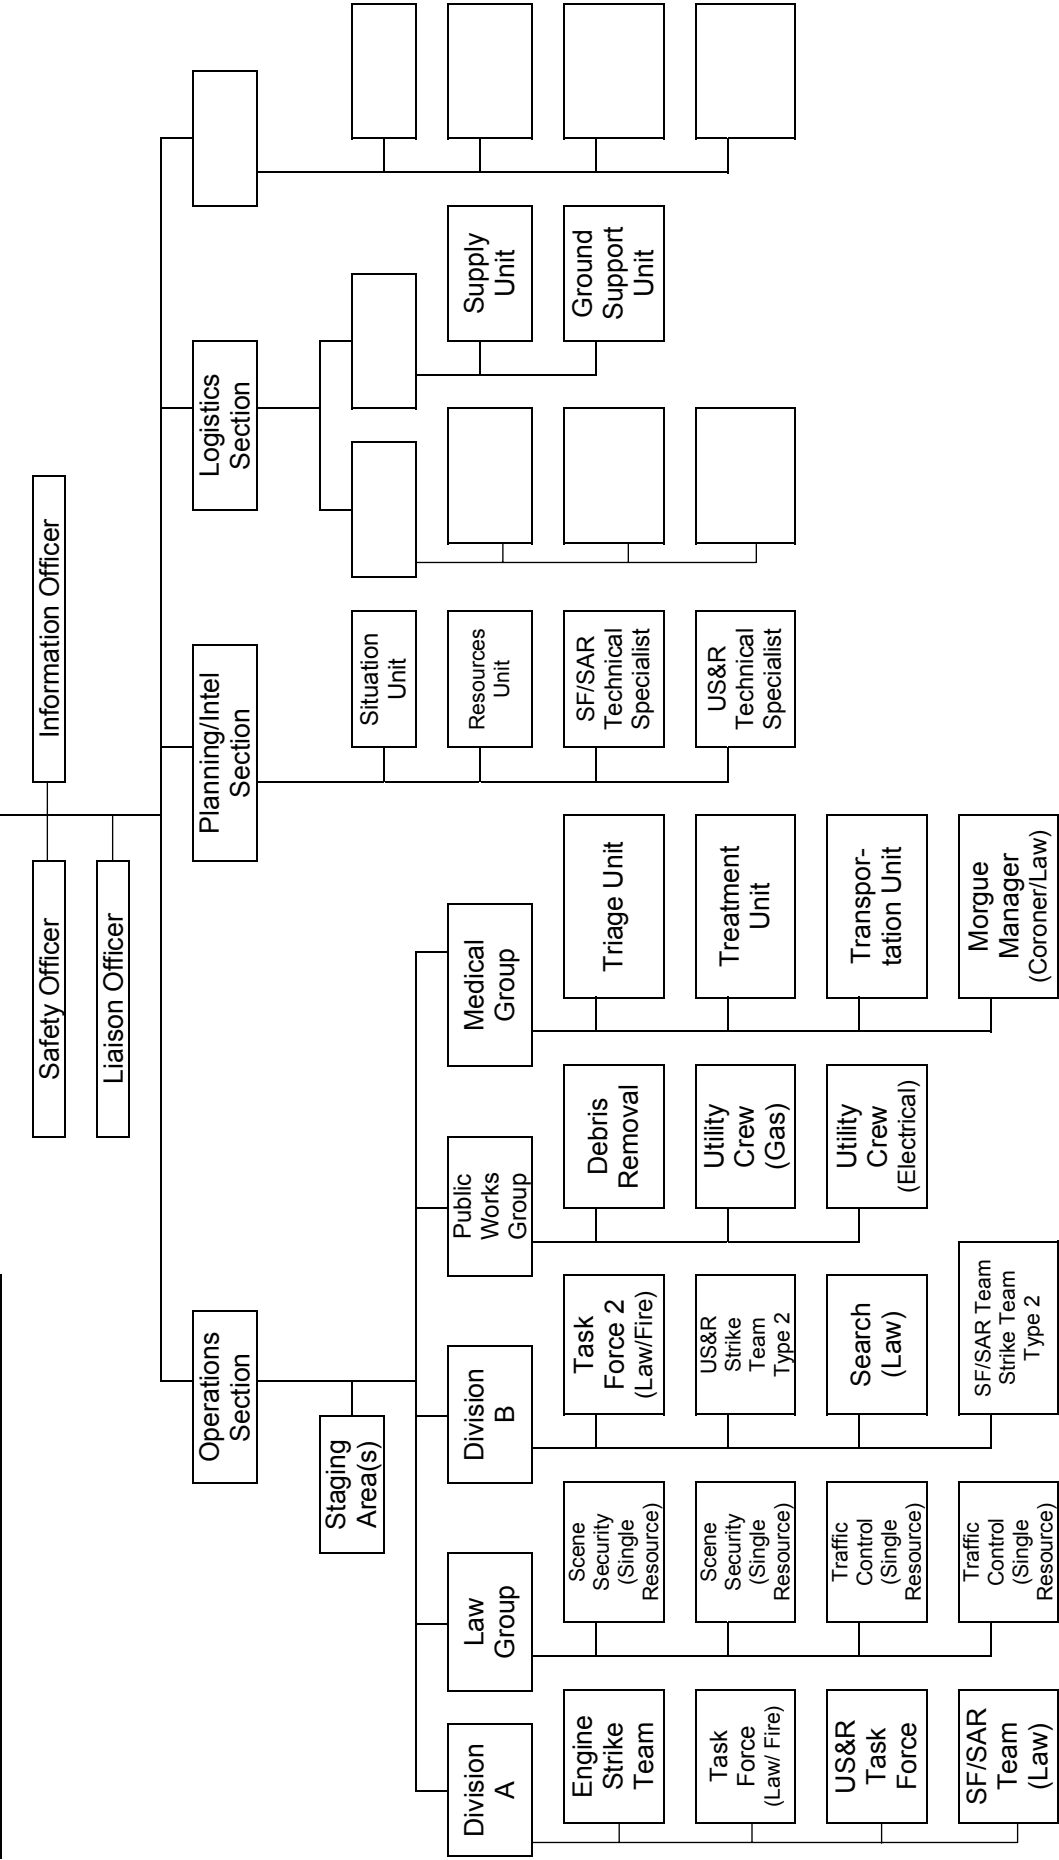 Safety Officer
Information Officer
Liaison Officer
Operations
Section
Planning/Intel
Section
Logistics
Section
Staging
Area(s)
Situation
Unit
Resources
Unit
SF/SAR
Technical
Specialist
US&R
Technical
Specialist
Supply
Unit
Ground
Support
Unit
Division
A
Engine
Strike
Team
Task
Force
(Law/ Fire)
US&R
Task
Force
SF/SAR
Team
(Law)
Law
Group
Scene
Security
(Single
Resource)
Scene
Security
(Single
Resource)
Traffic
Control
(Single
Resource)
Traffic
Control
(Single
Resource)
Division
B
Task
Force 2
(Law/Fire)
US&R
Strike
Team
Type 2
Search
(Law)
SF/SAR Team
Strike Team
Type 2
Public
Works
Group
Debris
Removal
Utility
Crew
(Gas)
Utility
Crew
(Electrical)
Medical
Group
Triage Unit
Treatment
Unit
Transpor-
tation Unit
Morgue
Manager
(Coroner/Law)